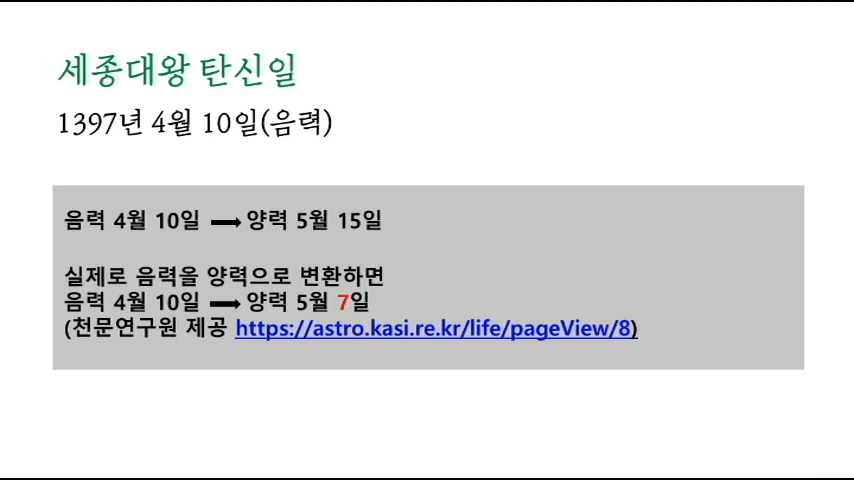 세종대왕 탄신일
1397년 4월 10일(음력)
음력 4월 10일 ➡ 양력 5월 15일
실제로 음력을 양력으로 변환하면
음력 4월 10일 ➡ 양력 5월 7일
(천문연구원 제공 https://astro.kasi.re.kr/life/pageView/8)